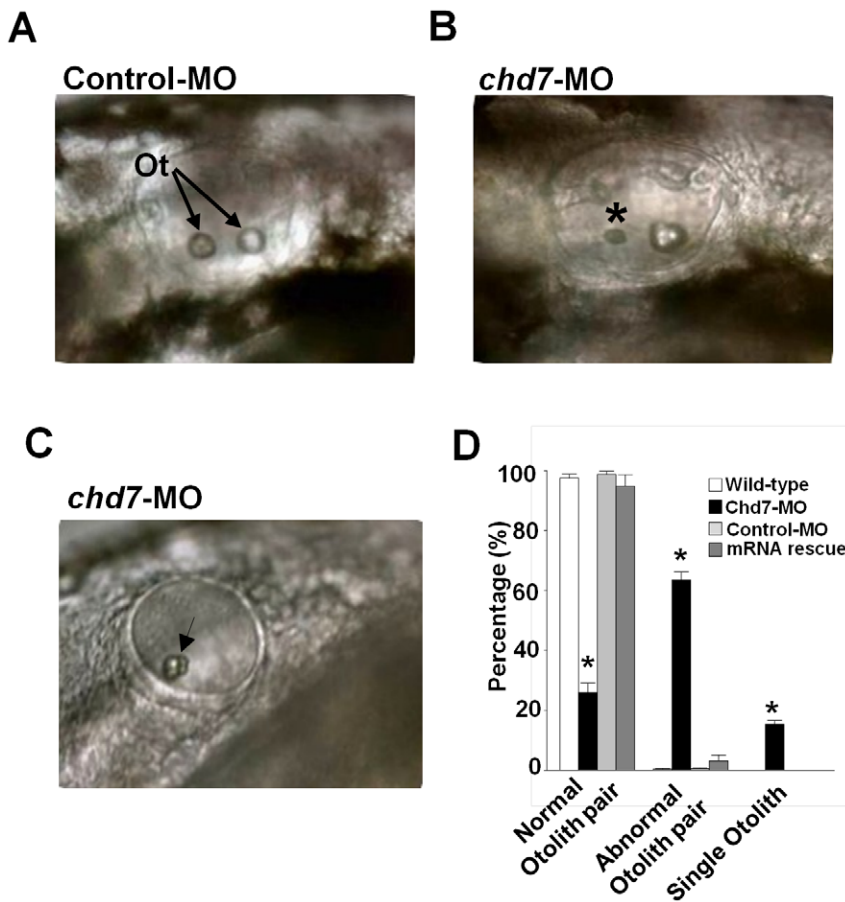 A
Control-MO
Ot
B
chd7-MO
*
C
chd7-MO
D
Percentage (%)
100
80
60
40
20
0
*
*
*
Wild-type
Chd7-MO
Control-MO
mRNA rescue
Normal
Otolith pair
Abnormal
Otolith pair
Single Otolith